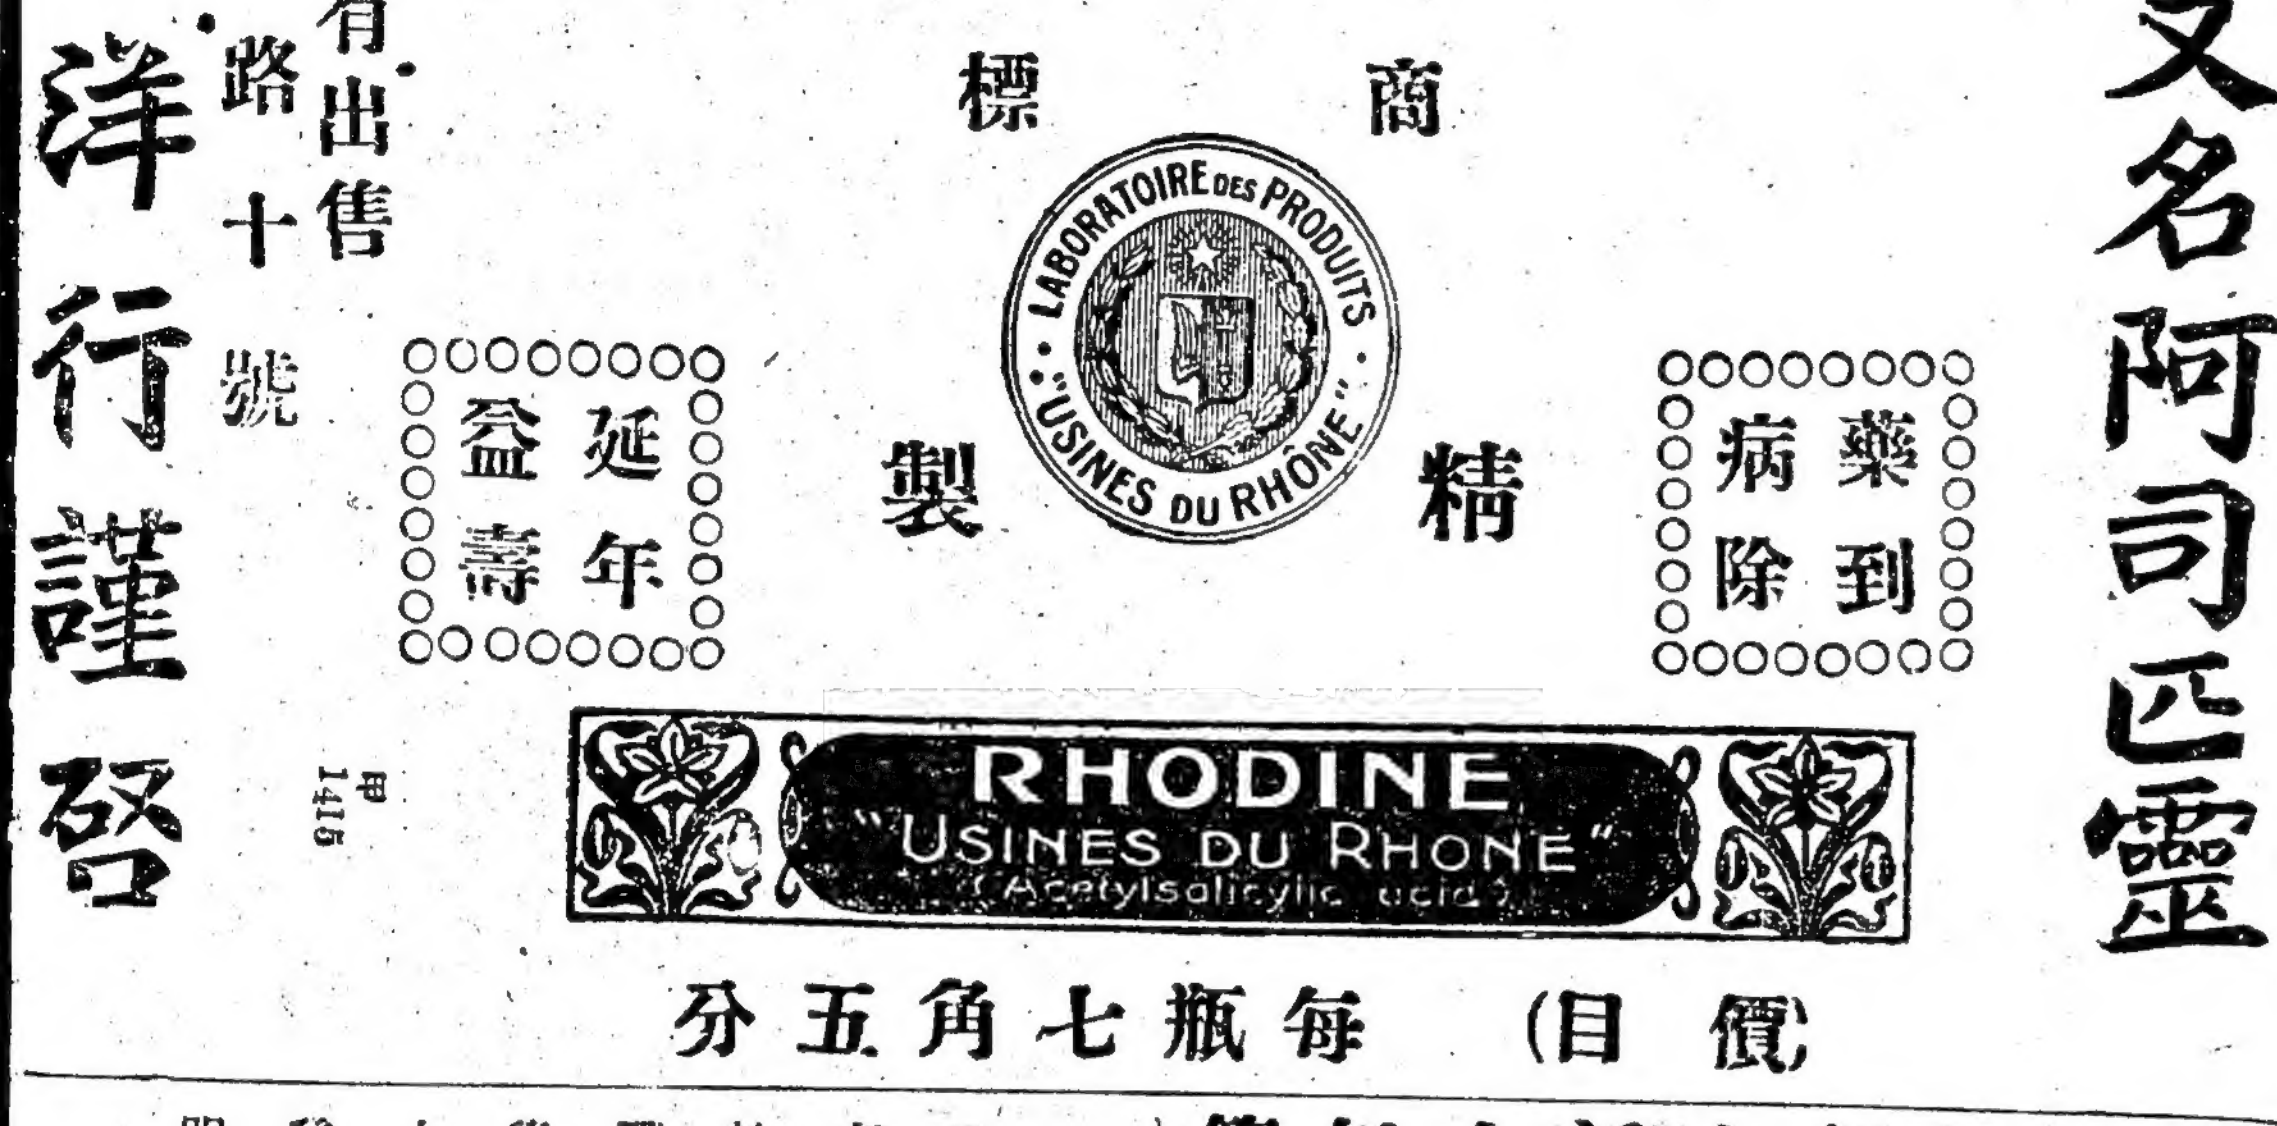 又名阿司匹靈
商標
LABORATOIRE DES PRODUITS
"USINES DU RHÔNE"
精製
藥到
病除
延年
益壽
RHODINE
"USINES DU RHONE"
(Acetylsalicylic acid)
(價目) 每瓶七角五分
有出售
路十號
甲
1415
洋行謹啓